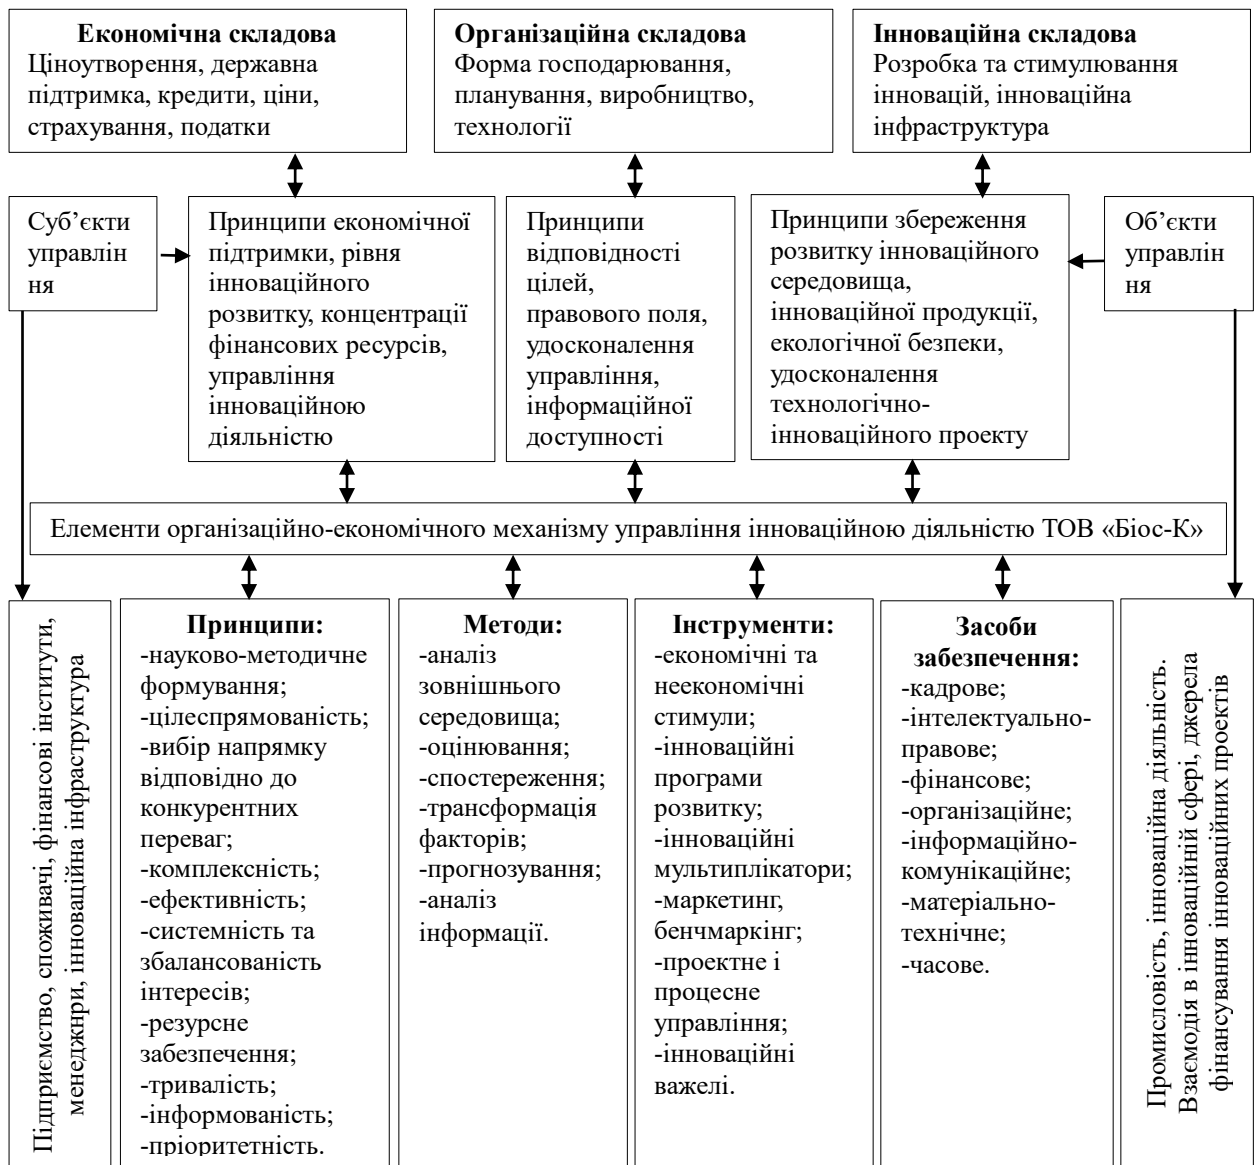 Економічна складова
Ціноутворення, державна
підтримка, кредити, ціни,
страхування, податки
Організаційна складова
Форма господарювання,
планування, виробництво,
технології
Інноваційна складова
Розробка та стимулювання
інновацій, інноваційна
інфраструктура
Суб’єкти
управлін
ня
Принципи економічної
підтримки, рівня
інноваційного
розвитку, концентрації
фінансових ресурсів,
управління
інноваційною
діяльністю
Принципи
відповідності
цілей,
правового поля,
удосконалення
управління,
інформаційної
доступності
Принципи збереження
розвитку інноваційного
середовища,
інноваційної продукції,
екологічної безпеки,
удосконалення
технологічно-
інноваційного проекту
Об’єкти
управлін
ня
Елементи організаційно-економічного механізму управління інноваційною діяльністю ТОВ «Біос-К»
Підприємство, споживачі, фінансові інститути,
менеджнри, інноваційна інфраструктура
Принципи:
-науково-методичне
формування;
-цілеспрямованість;
-вибір напрямку
відповідно до
конкурентних
переваг;
-комплексність;
-ефективність;
-системність та
збалансованість
інтересів;
-ресурсне
забезпечення;
-тривалість;
-інформованість;
-пріоритетність.
Методи:
-аналіз
зовнішнього
середовища;
-оцінювання;
-спостереження;
-трансформація
факторів;
-прогнозування;
-аналіз
інформації.
Інструменти:
-економічні та
неекономічні
стимули;
-інноваційні
програми
розвитку;
-інноваційні
мультиплікатори;
-маркетинг,
бенчмаркінг;
-проектне і
процесне
управління;
-інноваційні
важелі.
Засоби
забезпечення:
-кадрове;
-інтелектуально-
правове;
-фінансове;
-організаційне;
-інформаційно-
комунікаційне;
-матеріально-
технічне;
-часове.
Промисловість, інноваційна діяльність.
Взаємодія в інноваційній сфері, джерела
фінансування інноваційних проектів